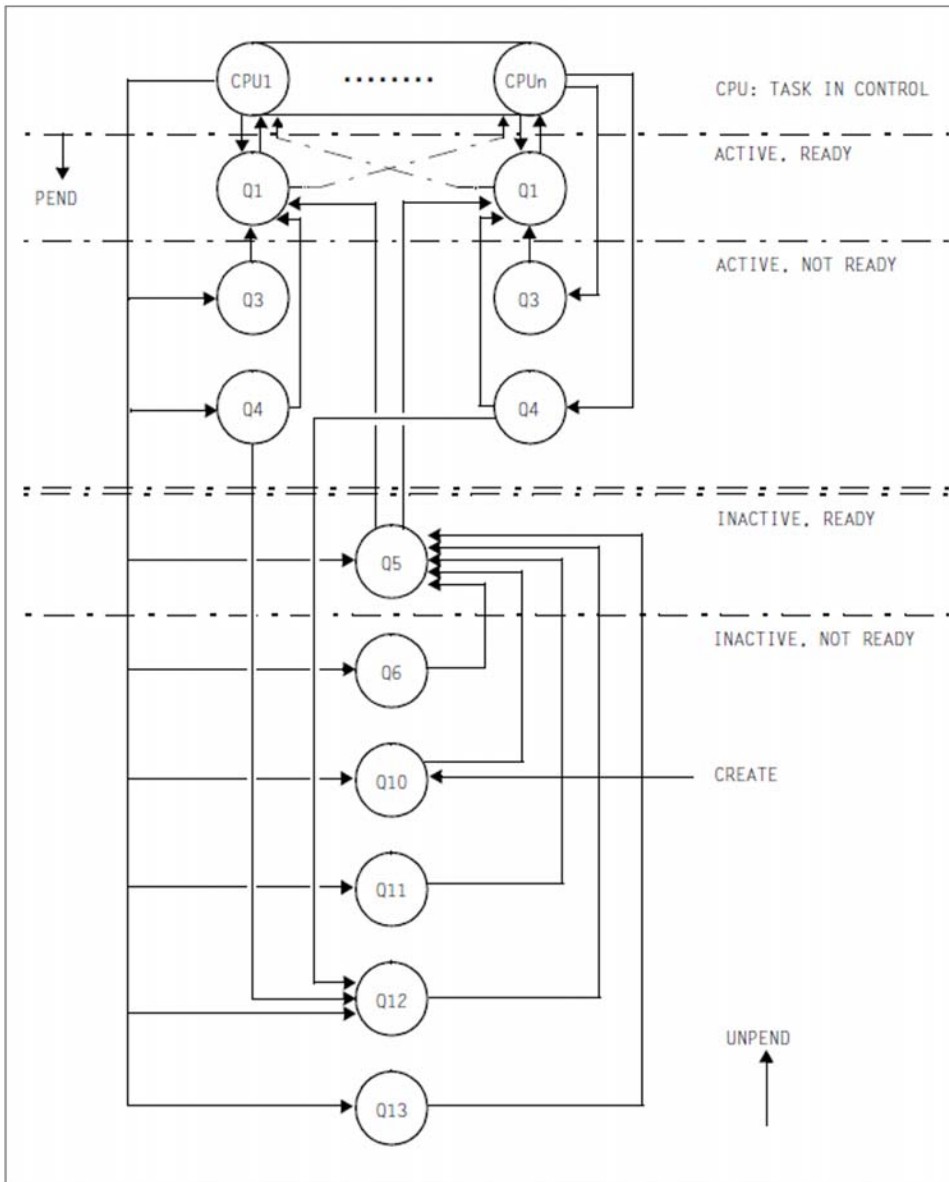 CPU1
........
CPUn
CPU: TASK IN CONTROL
ACTIVE, READY
PEND
Q1
Q1
ACTIVE, NOT READY
Q3
Q3
Q4
Q4
INACTIVE, READY
Q5
INACTIVE, NOT READY
Q6
Q10
CREATE
Q11
Q12
UNPEND
Q13